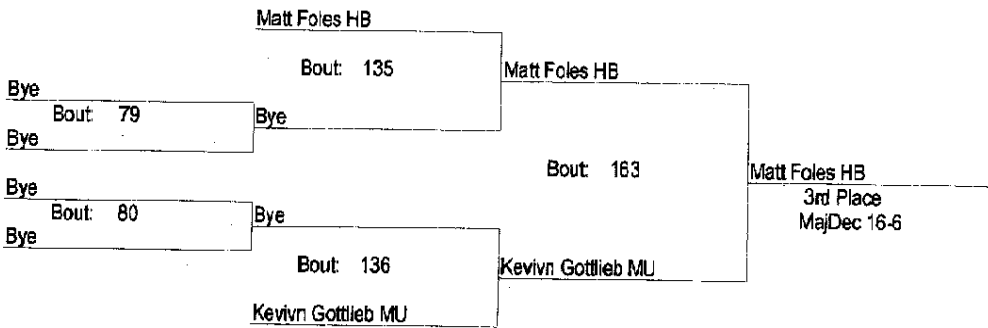 Matt Foles HB
Bout: 135
Matt Foles HB
Bye
Bout: 79
Bye
Bye
Bout: 163
Matt Foles HB
3rd Place
MajDec 16-6
Bye
Bout: 80
Bye
Bye
Bout: 136
Kevivn Gottlieb MU
Kevivn Gottlieb MU